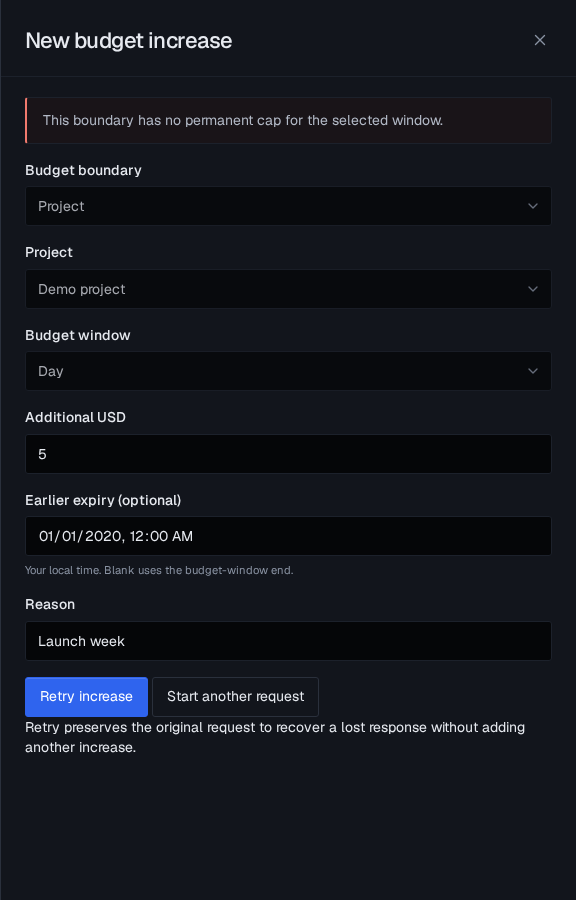 New budget increase
This boundary has no permanent cap for the selected window.
Budget boundary
Project
Project
Demo project
Budget window
Day
Additional USD
5
Earlier expiry (optional)
01/01/2020, 12:00 AM
Your local time. Blank uses the budget-window end.
Reason
Launch week
Retry increase
Start another request
Retry preserves the original request to recover a lost response without adding
another increase.